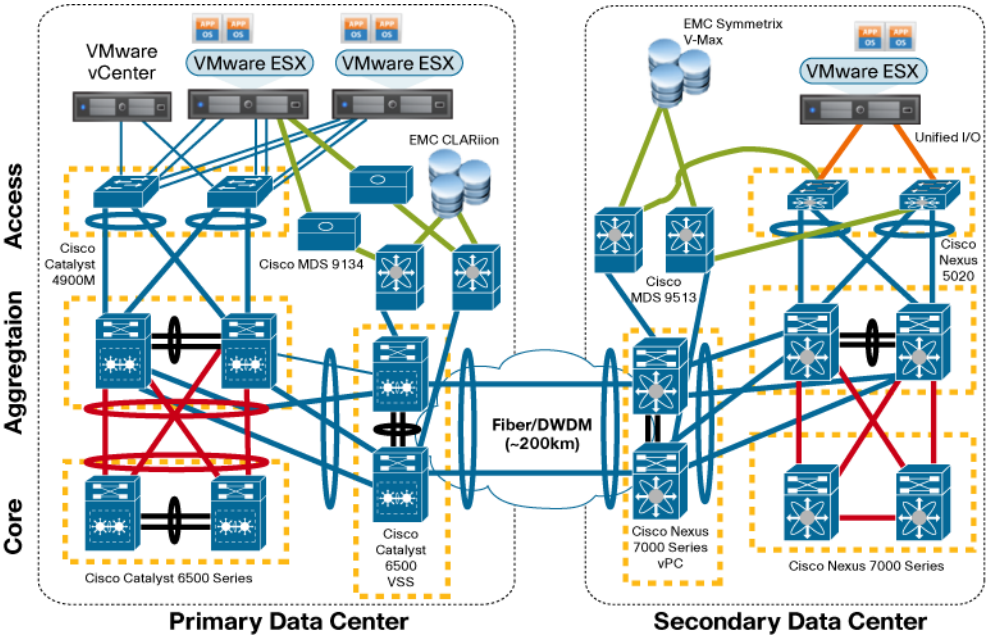 APP
OS
APP
OS
APP
OS
APP
OS
VMware
vCenter
VMware ESX
VMware ESX
EMC CLARiion
Access
Cisco
Catalyst
4900M
Cisco MDS 9134
Aggregtaion
Core
Cisco Catalyst 6500 Series
Cisco
Catalyst
6500
VSS
Primary Data Center
Fiber/DWDM
(~200km)
EMC Symmetrix
V-Max
APP
OS
APP
OS
VMware ESX
Unified I/O
Cisco
MDS 9513
Cisco
Nexus
5020
Cisco Nexus
7000 Series
vPC
Cisco Nexus 7000 Series
Secondary Data Center